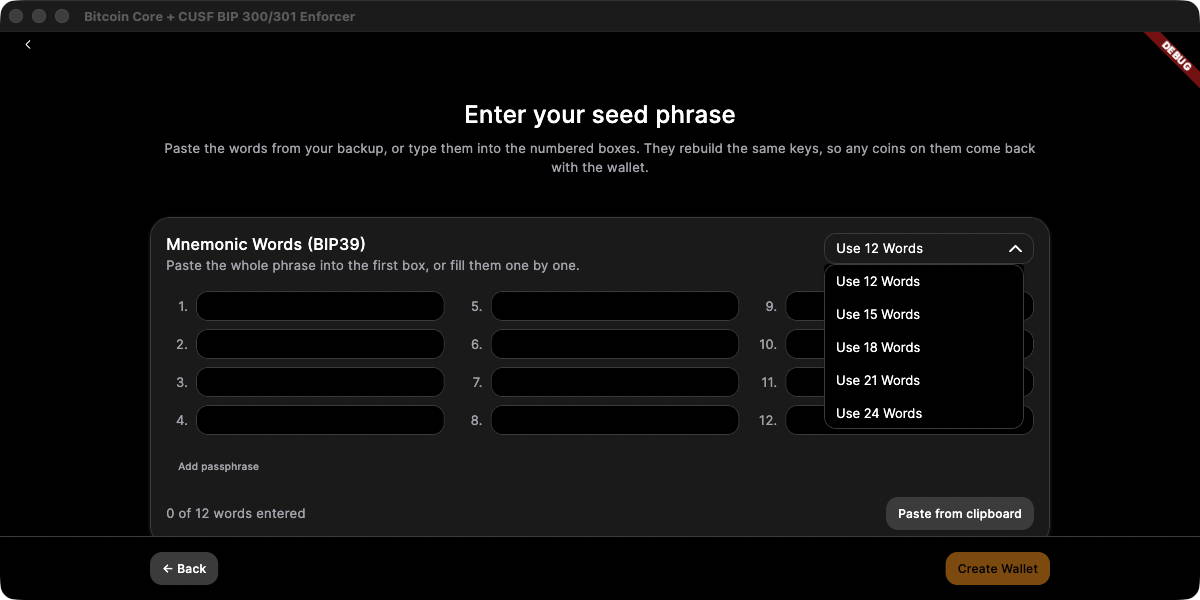 Bitcoin Core + CUSF BIP 300/301 Enforcer
DEBUG
Enter your seed phrase
Paste the words from your backup, or type them into the numbered boxes. They rebuild the same keys, so any coins on them come back
with the wallet.
Mnemonic Words (BIP39)
Paste the whole phrase into the first box, or fill them one by one.
Use 12 Words
Use 12 Words
Use 15 Words
Use 18 Words
Use 21 Words
Use 24 Words
1.
2.
3.
4.
5.
6.
7.
8.
9.
10.
11.
12.
Add passphrase
0 of 12 words entered
Paste from clipboard
← Back
Create Wallet